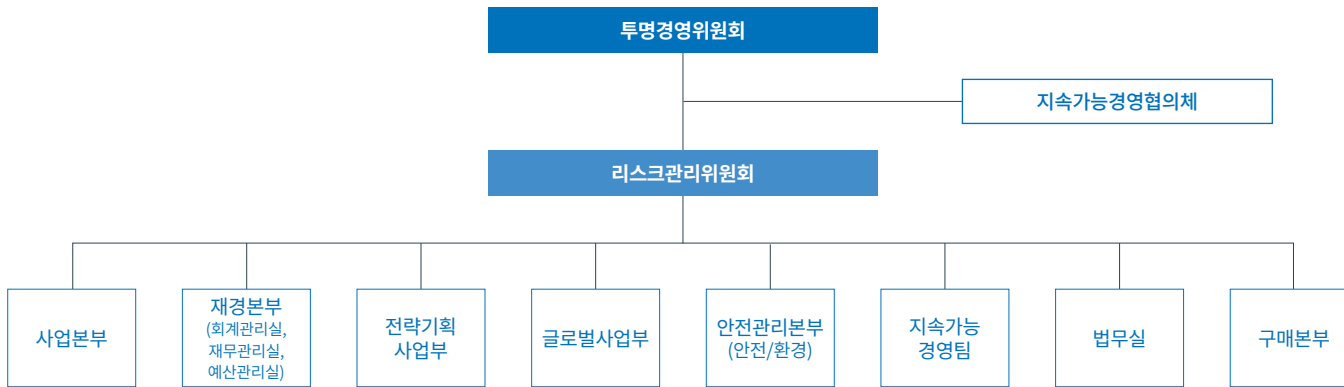 투명경영위원회
지속가능경영협의체
리스크관리위원회
사업본부
재경본부
(회계관리실,
재무관리실,
예산관리실)
전략기획
사업부
글로벌사업부
안전관리본부
(안전/환경)
지속가능
경영팀
법무실
구매본부